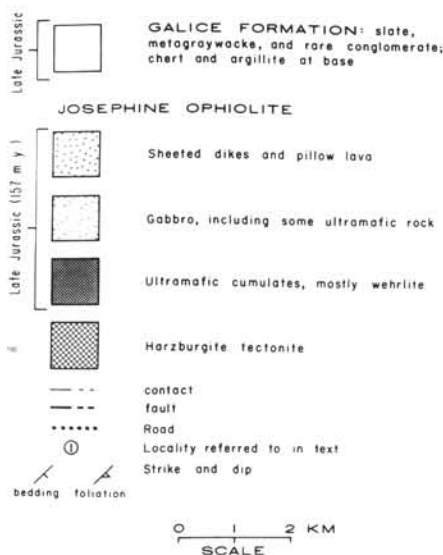 Late Jurassic
GALICE FORMATION: slate,
metagraywacke, and rare conglomerate;
chert and argillite at base
JOSEPHINE OPHIOLITE
Late Jurassic (157 m y.)
Sheeted dikes and pillow lava
Gabbro, including some ultramafic rock
Ultramafic cumulates, mostly wehrlite
Harzburgite tectonite
contact
fault
Road
1 Locality referred to in text
Strike and dip
bedding foliation
0 1 2 KM
SCALE